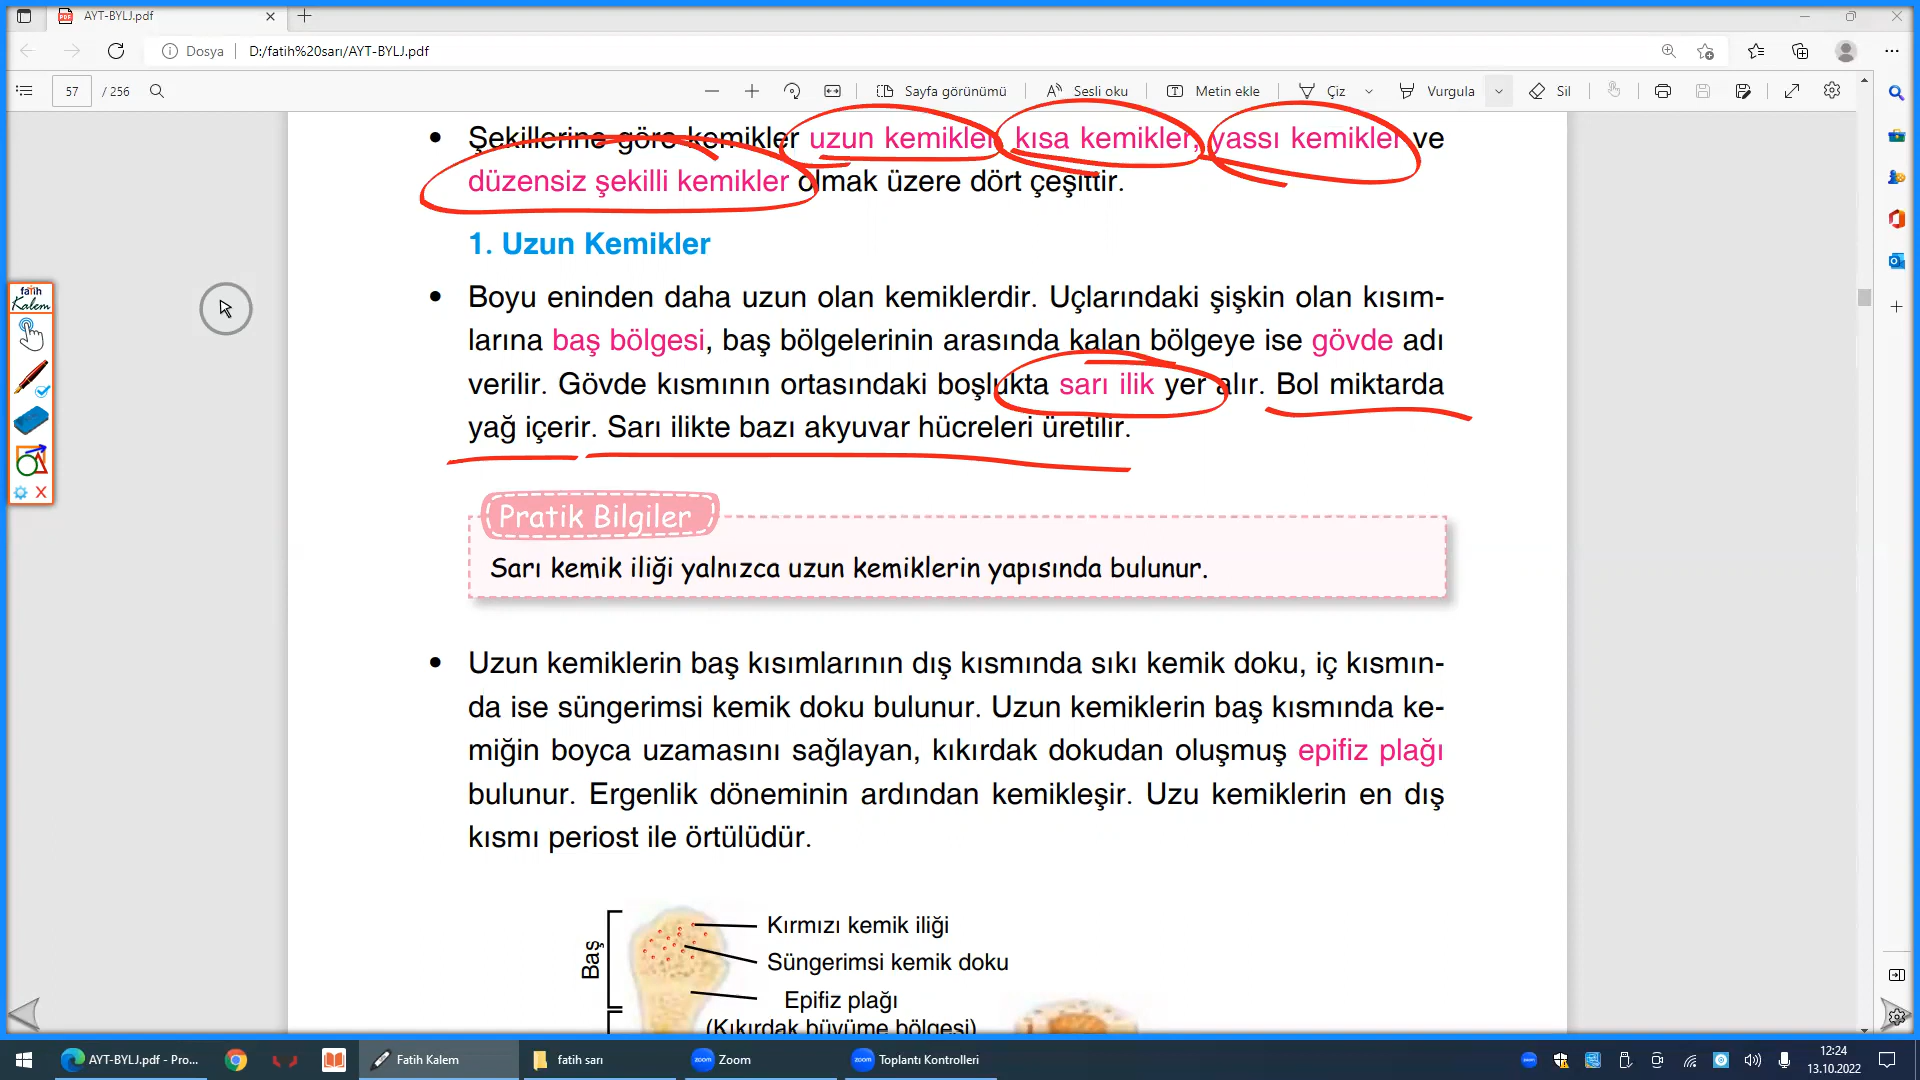 AYT-BYLJ.pdf
Dosya
D:/fatih%20sarı/AYT-BYLJ.pdf
57 / 256
Sayfa görünümü
Sesli oku
Metin ekle
Çiz
Vurgula
Sil
• Şekillerine göre kemikler uzun kemikler, kısa kemikler, yassı kemikler ve
düzensiz şekilli kemikler olmak üzere dört çeşittir.
1. Uzun Kemikler
• Boyu eninden daha uzun olan kemiklerdir. Uçlarındaki şişkin olan kısım-
larına baş bölgesi, baş bölgelerinin arasında kalan bölgeye ise gövde adı
verilir. Gövde kısmının ortasındaki boşlukta sarı ilik yer alır. Bol miktarda
yağ içerir. Sarı ilikte bazı akyuvar hücreleri üretilir.
Pratik Bilgiler
Sarı kemik iliği yalnızca uzun kemiklerin yapısında bulunur.
• Uzun kemiklerin baş kısımlarının dış kısmında sıkı kemik doku, iç kısmın-
da ise süngerimsi kemik doku bulunur. Uzun kemiklerin baş kısmında ke-
miğin boyca uzamasını sağlayan, kıkırdak dokudan oluşmuş epifiz plağı
bulunur. Ergenlik döneminin ardından kemikleşir. Uzu kemiklerin en dış
kısmı periost ile örtülüdür.
Baş
Kırmızı kemik iliği
Süngerimsi kemik doku
Epifiz plağı
(Kıkırdak büyüme bölgesi)
fatih
Kalem
AYT-BYLJ.pdf - Pro...
Fatih Kalem
fatih sarı
zoom
Zoom
zoom
Toplantı Kontrolleri
12:24
13.10.2022